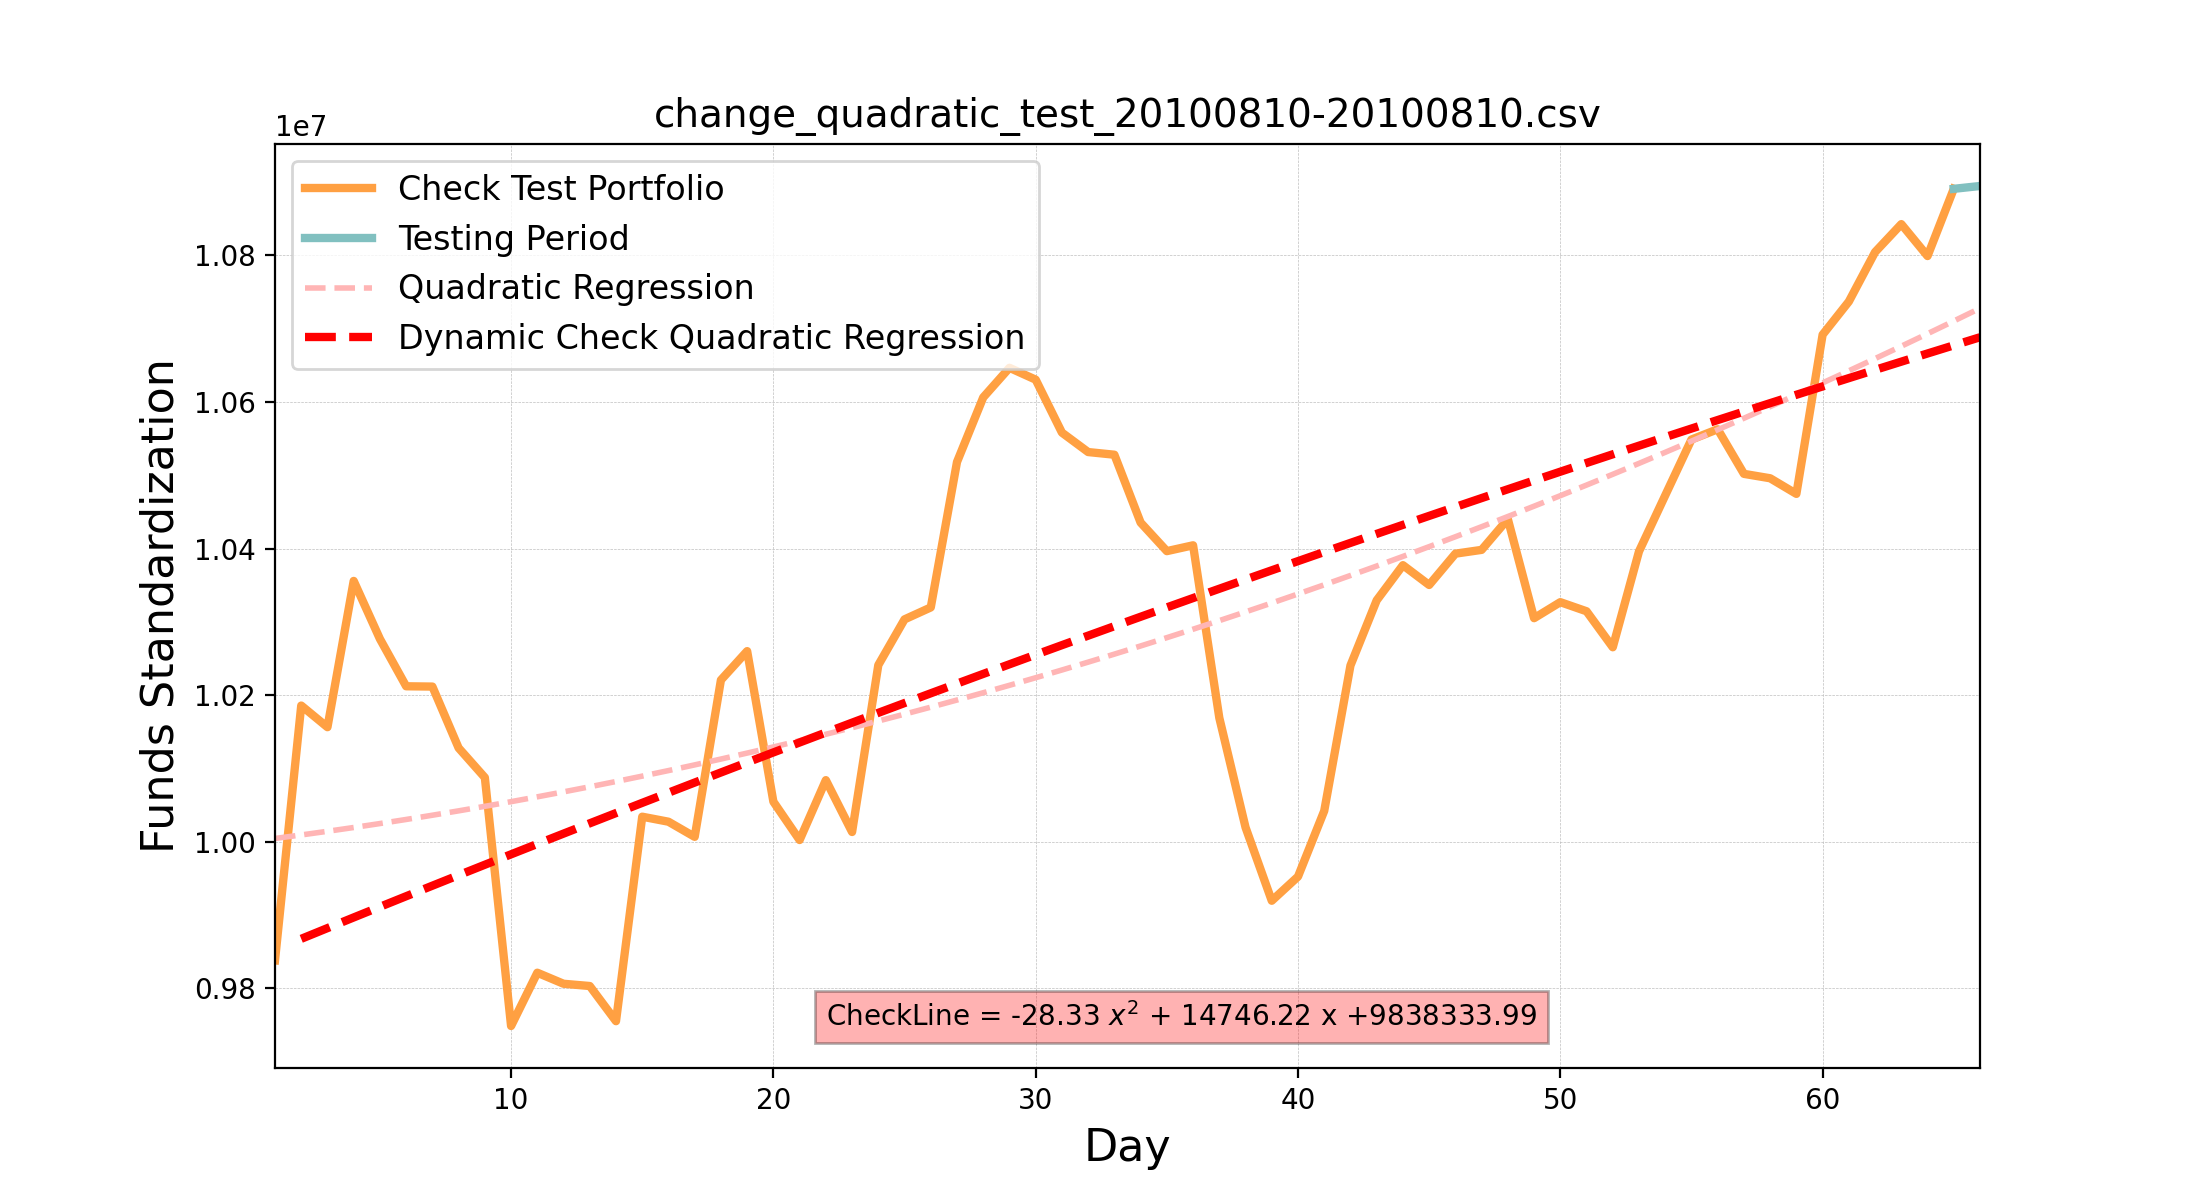 change_quadratic_test_20100810-20100810.csv
1e7
Check Test Portfolio
Testing Period
Quadratic Regression
Dynamic Check Quadratic Regression
1.08
1.06
1.04
1.02
1.00
0.98
Funds Standardization
CheckLine = -28.33 x² + 14746.22 x +9838333.99
10 20 30 40 50 60
Day